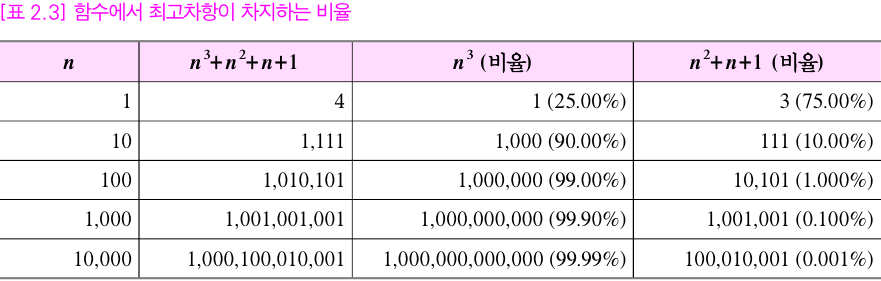 [표 2.3] 함수에서 최고차항이 차지하는 비율
n n³+n²+n+1 n³ (비율) n²+n+1 (비율)
1 4 1 (25.00%) 3 (75.00%)
10 1,111 1,000 (90.00%) 111 (10.00%)
100 1,010,101 1,000,000 (99.00%) 10,101 (1.000%)
1,000 1,001,001,001 1,000,000,000 (99.90%) 1,001,001 (0.100%)
10,000 1,000,100,010,001 1,000,000,000,000 (99.99%) 100,010,001 (0.001%)